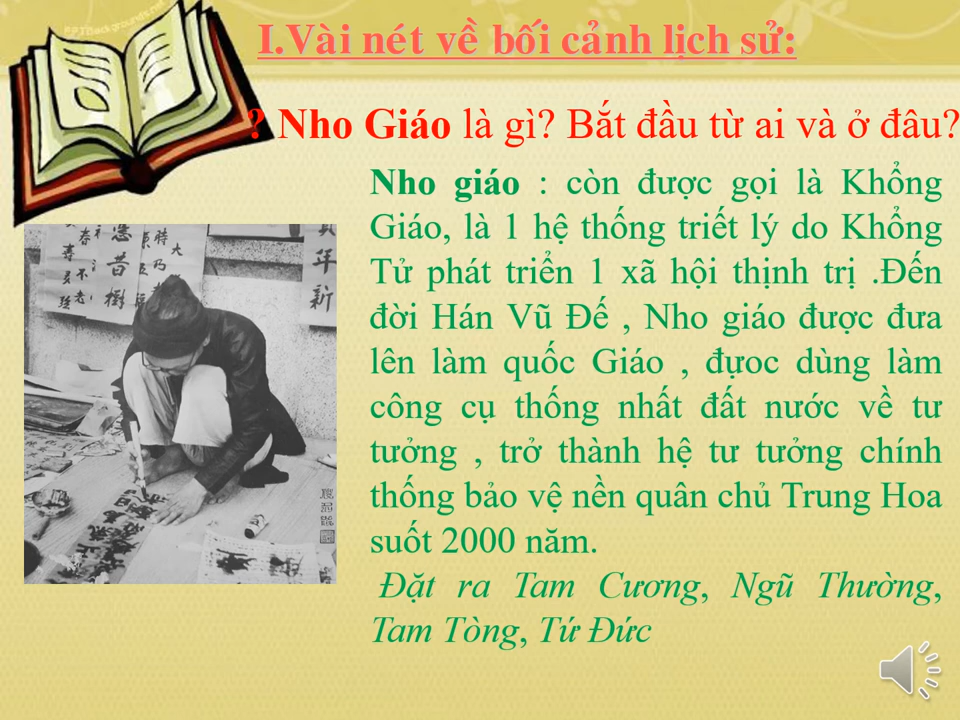 I.Vài nét về bối cảnh lịch sử:
? Nho Giáo là gì? Bắt đầu từ ai và ở đâu?
Nho giáo : còn được gọi là Khổng
Giáo, là 1 hệ thống triết lý do Khổng
Tử phát triển 1 xã hội thịnh trị .Đến
đời Hán Vũ Đế , Nho giáo được đưa
lên làm quốc Giáo , đựoc dùng làm
công cụ thống nhất đất nước về tư
tưởng , trở thành hệ tư tưởng chính
thống bảo vệ nền quân chủ Trung Hoa
suốt 2000 năm.
Đặt ra Tam Cương, Ngũ Thường,
Tam Tòng, Tứ Đức
年
新